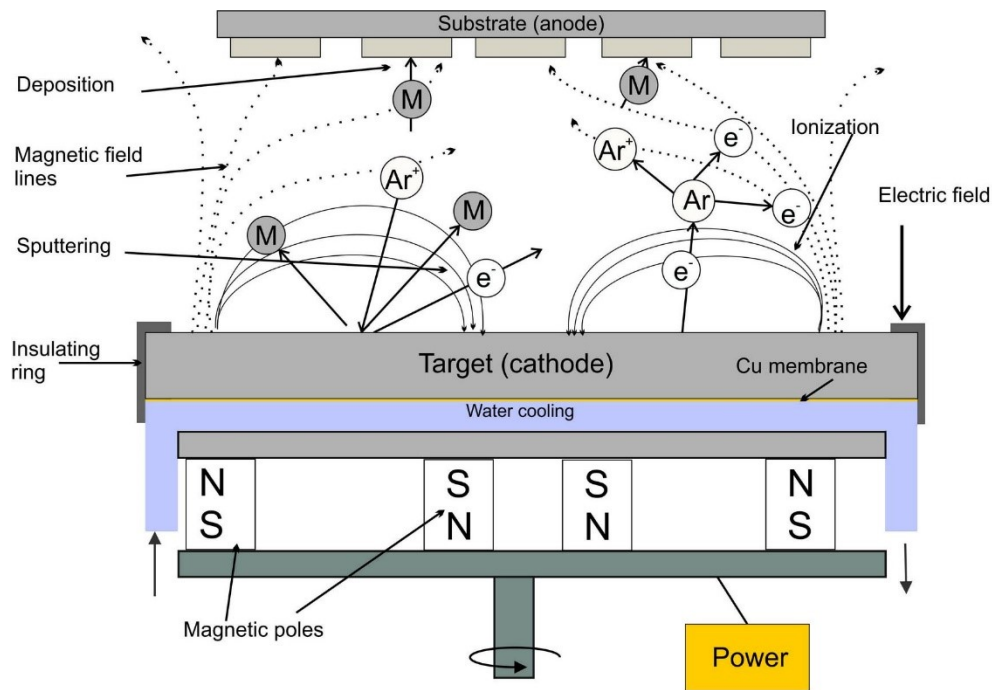 Substrate (anode)
Deposition
M
M
Ionization
Magnetic field
lines
Ar+
e-
Ar+
Ar
e-
Electric field
M
M
Sputtering
e-
e-
Insulating
ring
Target (cathode)
Cu membrane
Water cooling
N
S
S
N
S
N
N
S
Magnetic poles
Power